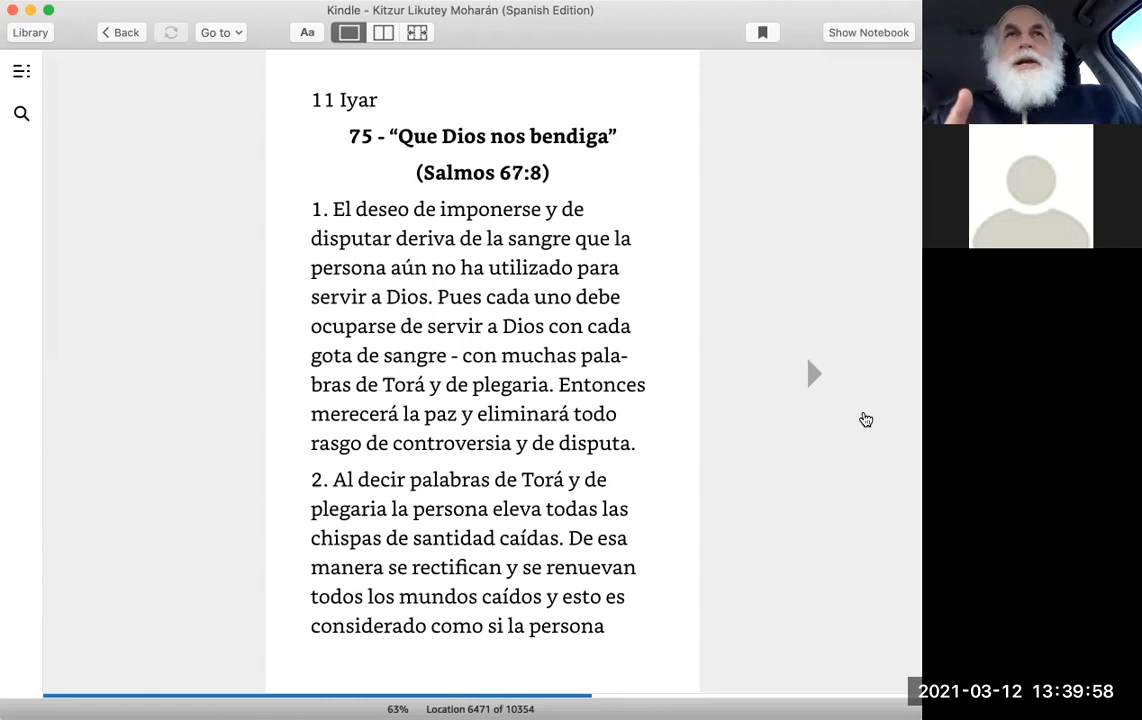 Kindle - Kitzur Likutey Moharán (Spanish Edition)
Library
Back
Go to
Aa
Show Notebook
11 Iyar
75 - “Que Dios nos bendiga”
(Salmos 67:8)
1. El deseo de imponerse y de
disputar deriva de la sangre que la
persona aún no ha utilizado para
servir a Dios. Pues cada uno debe
ocuparse de servir a Dios con cada
gota de sangre - con muchas pala-
bras de Torá y de plegaria. Entonces
merecerá la paz y eliminará todo
rasgo de controversia y de disputa.
2. Al decir palabras de Torá y de
plegaria la persona eleva todas las
chispas de santidad caídas. De esa
manera se rectifican y se renuevan
todos los mundos caídos y esto es
considerado como si la persona
63% Location 6471 of 10354
2021-03-12 13:39:58